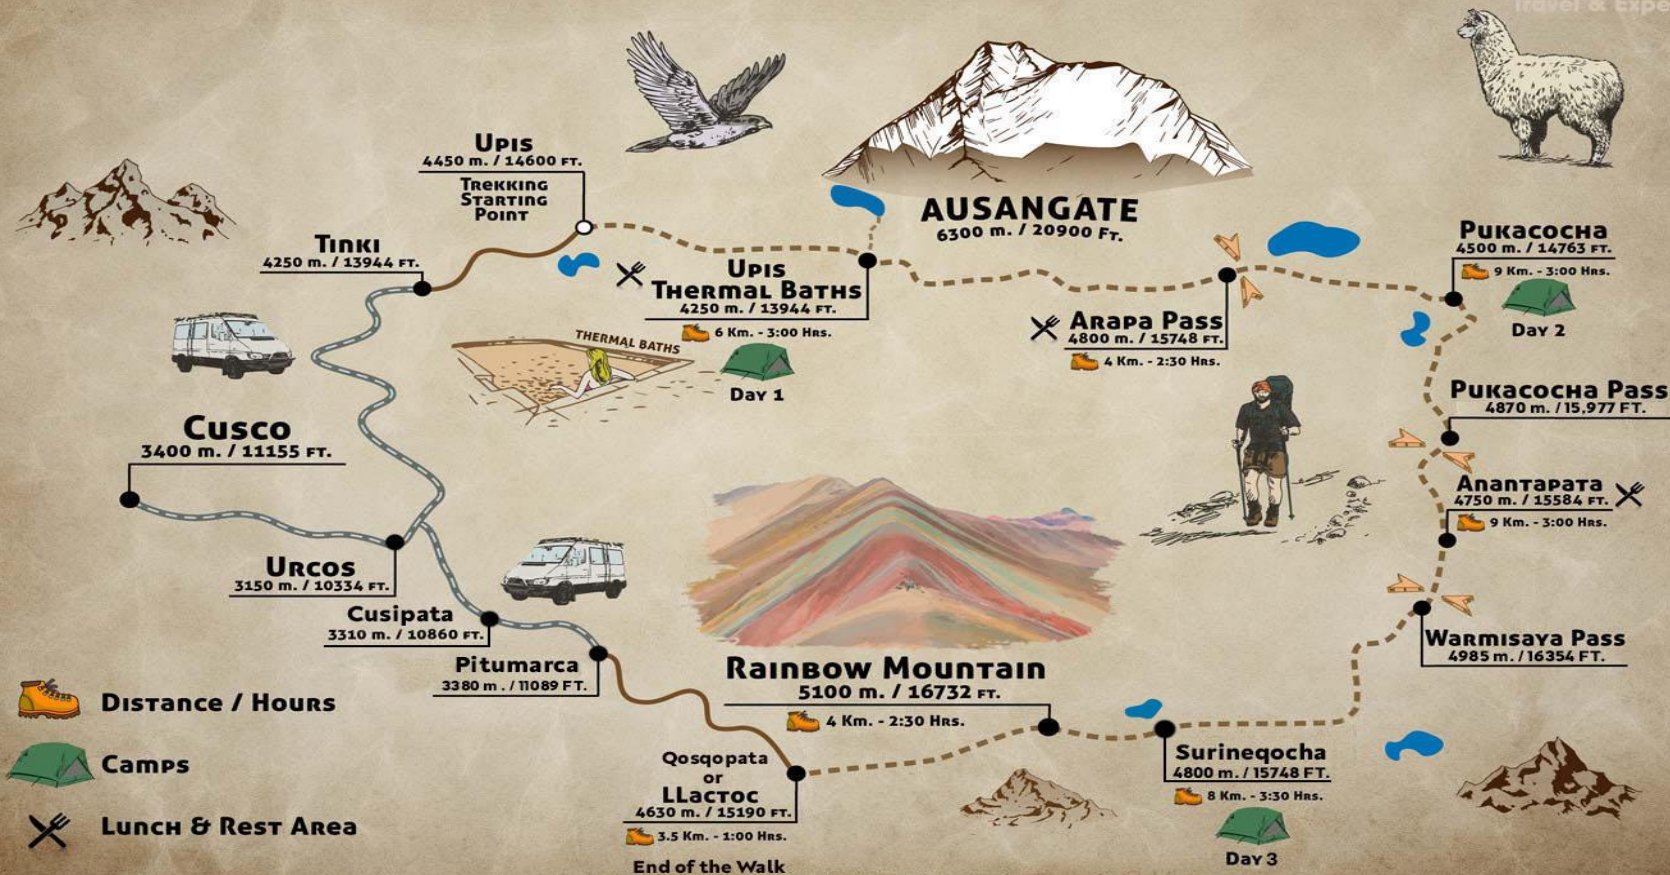 Travel & Expe
Upis
4450 m. / 14600 FT.
Trekking
Starting
Point
Tinki
4250 m. / 13944 FT.
AUSANGATE
6300 m. / 20900 FT.
Upis
Thermal Baths
4250 m. / 13944 FT.
6 Km. - 3:00 Hrs.
Day 1
THERMAL BATHS
Arapa Pass
4800 m. / 15748 FT.
4 Km. - 2:30 Hrs.
Pukacocha
4500 m. / 14763 FT.
9 Km. - 3:00 Hrs.
Day 2
Pukacocha Pass
4870 m. / 15,977 FT.
Anantapata
4750 m. / 15584 FT.
9 Km. - 3:00 Hrs.
Warmisaya Pass
4985 m. / 16354 FT.
Cusco
3400 m. / 11155 FT.
Urcos
3150 m. / 10334 FT.
Cusipata
3310 m. / 10860 FT.
Pitumarca
3380 m. / 11089 FT.
Rainbow Mountain
5100 m. / 16732 FT.
4 Km. - 2:30 Hrs.
Surineqocha
4800 m. / 15748 FT.
8 Km. - 3:30 Hrs.
Day 3
Qosqopata
or
LLactoc
4630 m. / 15190 FT.
3.5 Km. - 1:00 Hrs.
End of the Walk
Distance / Hours
Camps
Lunch & Rest Area